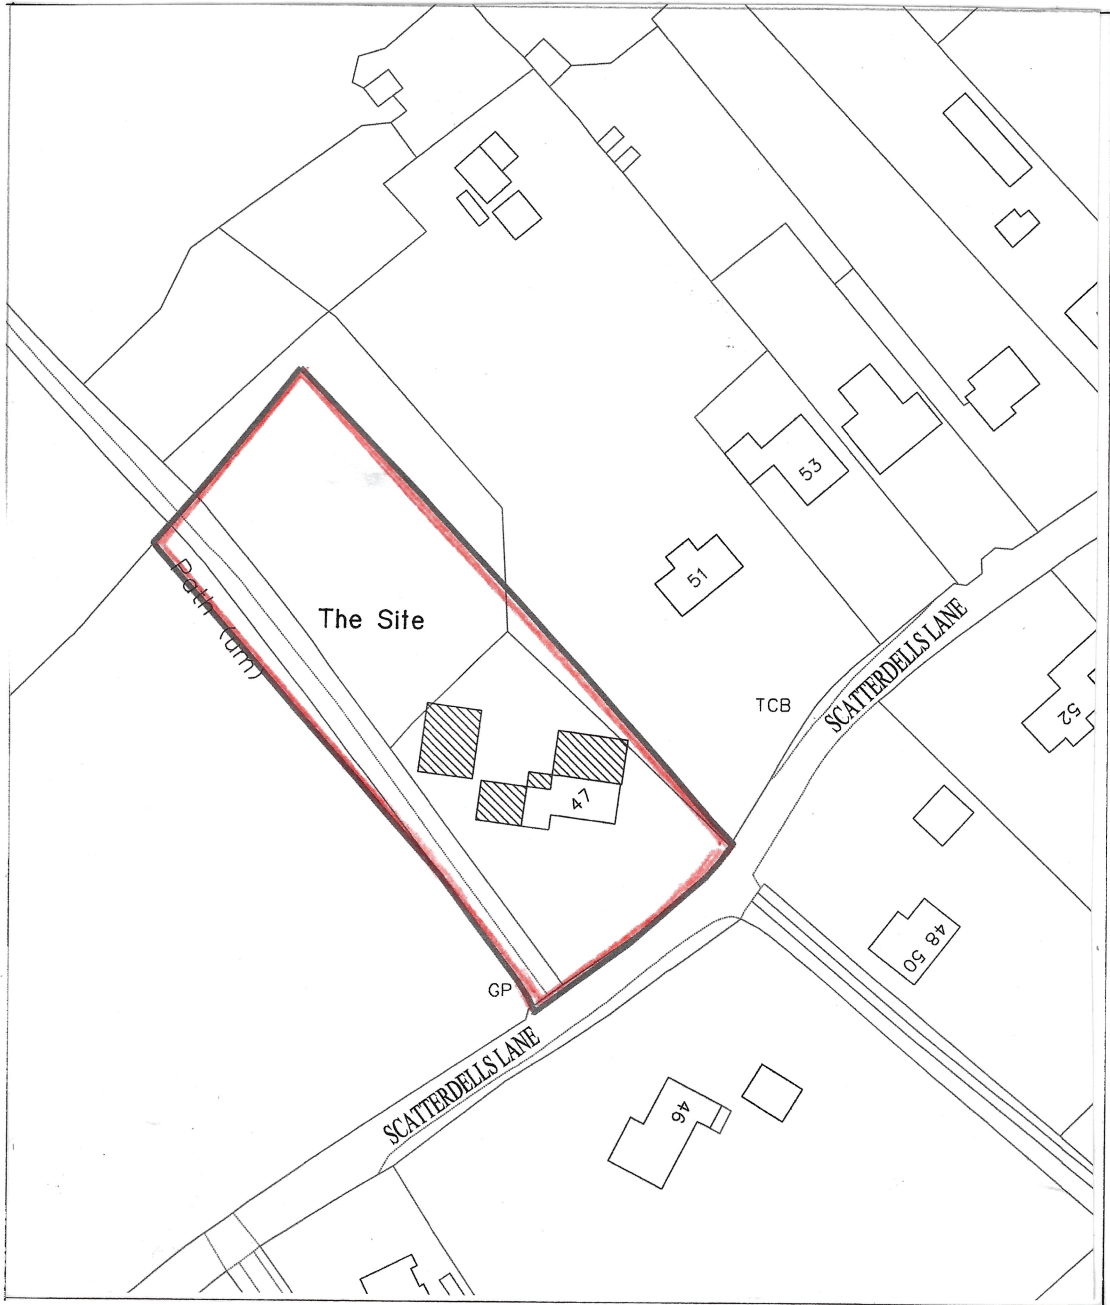 53
51
Path (um)
The Site
SCATTERDELLS LANE
TCB
52
47
48 50
GP
SCATTERDELLS LANE
46